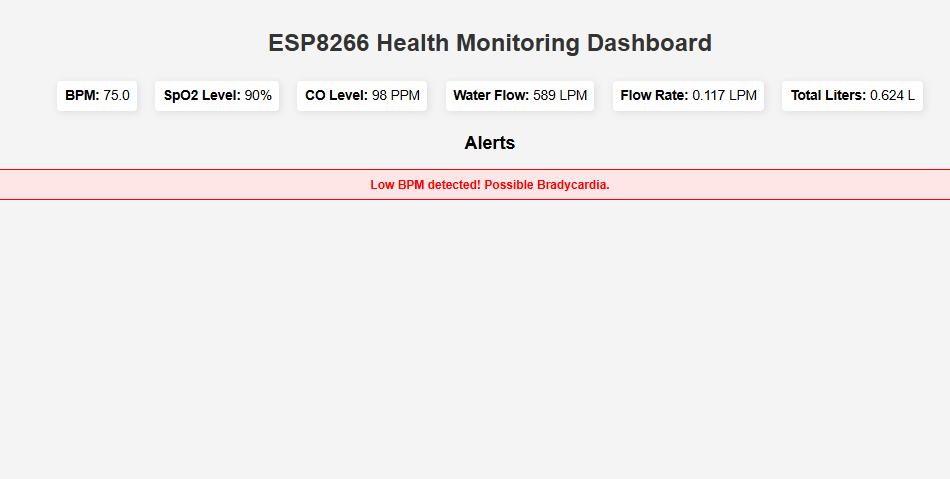 ESP8266 Health Monitoring Dashboard
BPM: 75.0 SpO2 Level: 90% CO Level: 98 PPM Water Flow: 589 LPM Flow Rate: 0.117 LPM Total Liters: 0.624 L
Alerts
Low BPM detected! Possible Bradycardia.